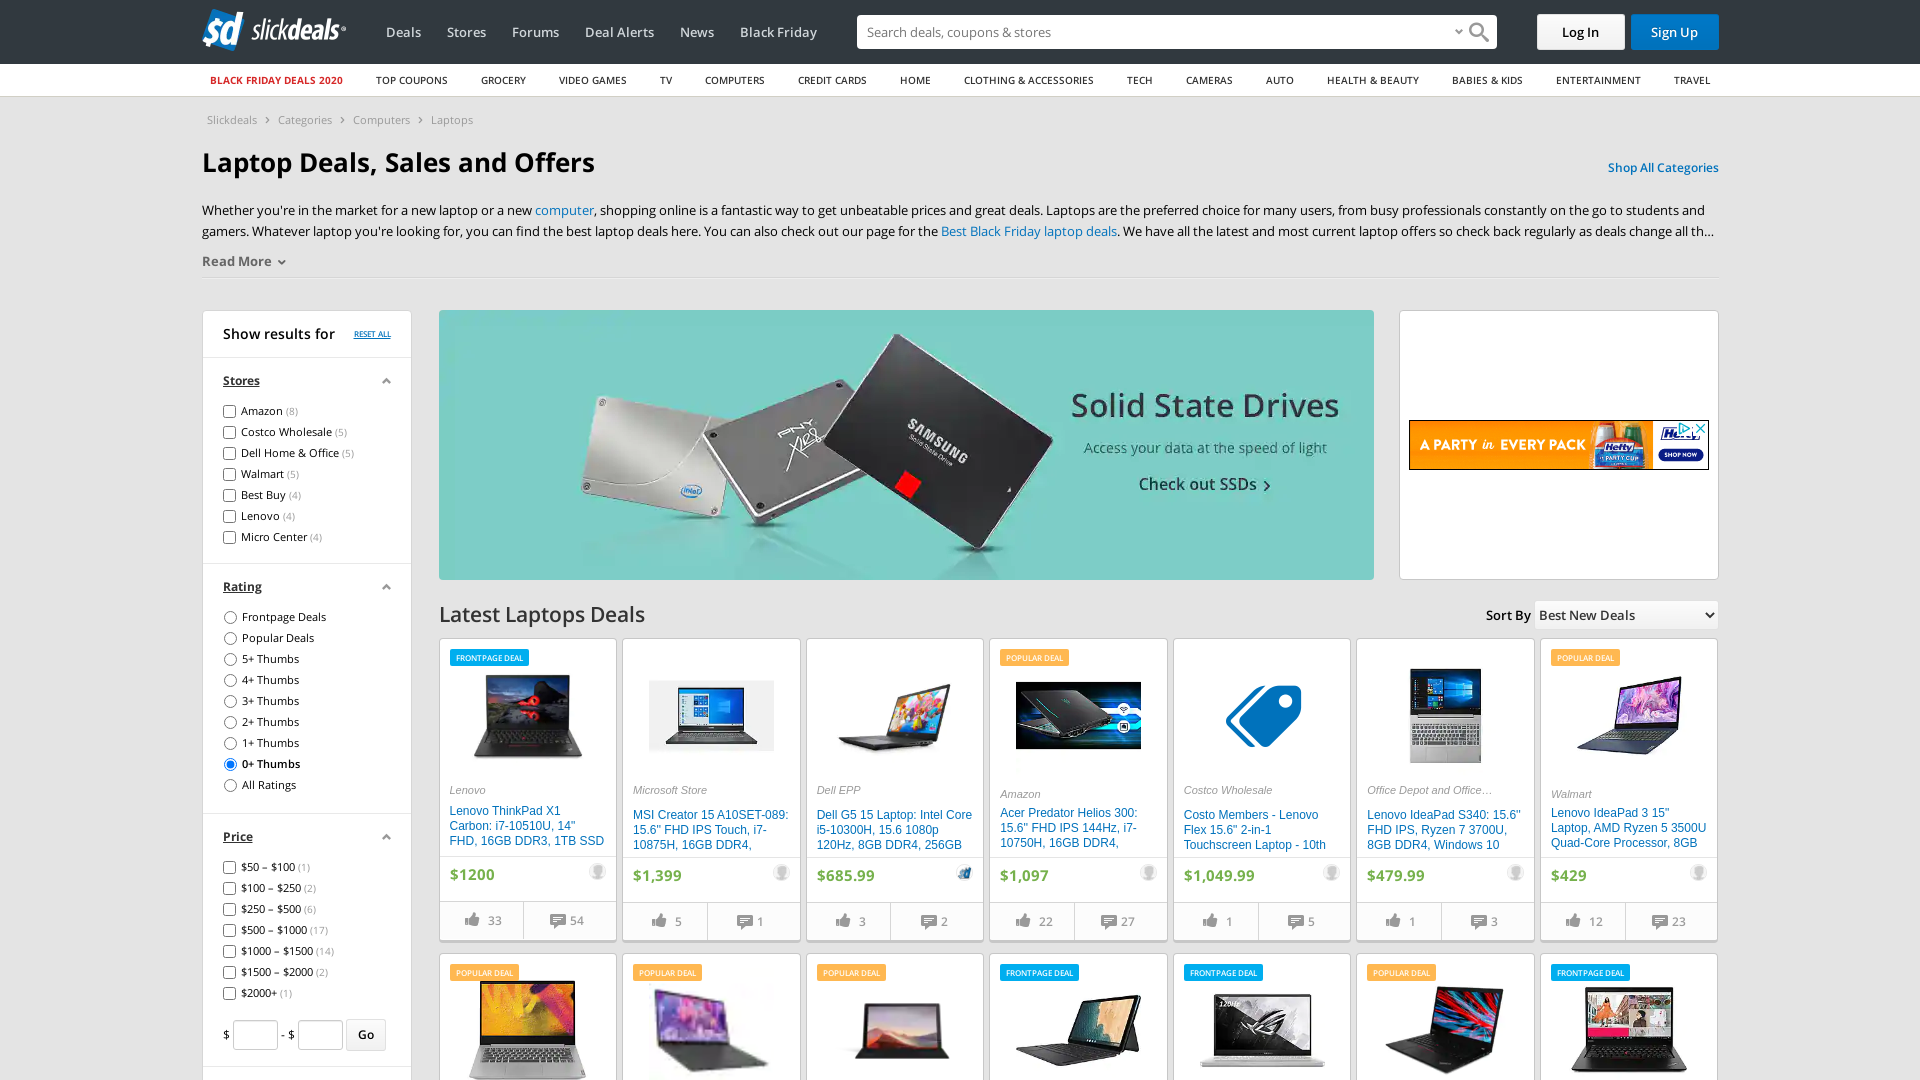 slickdeals
Deals
Stores
Forums
Deal Alerts
News
Black Friday
Search deals, coupons & stores
Log In
Sign Up
BLACK FRIDAY DEALS 2020
TOP COUPONS
GROCERY
VIDEO GAMES
TV
COMPUTERS
CREDIT CARDS
HOME
CLOTHING & ACCESSORIES
TECH
CAMERAS
AUTO
HEALTH & BEAUTY
BABIES & KIDS
ENTERTAINMENT
TRAVEL
Slickdeals > Categories > Computers > Laptops
Laptop Deals, Sales and Offers
Shop All Categories
Whether you're in the market for a new laptop or a new computer, shopping online is a fantastic way to get unbeatable prices and great deals. Laptops are the preferred choice for many users, from busy professionals constantly on the go to students and
gamers. Whatever laptop you're looking for, you can find the best laptop deals here. You can also check out our page for the Best Black Friday laptop deals. We have all the latest and most current laptop offers so check back regularly as deals change all th...
Read More
Show results for
RESET ALL
Stores
Amazon (8)
Costco Wholesale (5)
Dell Home & Office (5)
Walmart (5)
Best Buy (4)
Lenovo (4)
Micro Center (4)
Rating
Frontpage Deals
Popular Deals
5+ Thumbs
4+ Thumbs
3+ Thumbs
2+ Thumbs
1+ Thumbs
0+ Thumbs
All Ratings
Price
$50 – $100 (1)
$100 – $250 (2)
$250 – $500 (6)
$500 – $1000 (17)
$1000 – $1500 (14)
$1500 – $2000 (2)
$2000+ (1)
$ - $ Go
intel
PNY
XLR8
SAMSUNG
Solid State Drive
Solid State Drives
Access your data at the speed of light
Check out SSDs >
A PARTY in EVERY PACK
Hefty
PARTY CUP
SHOP NOW
Latest Laptops Deals
Sort By
Best New Deals
FRONTPAGE DEAL
Lenovo
Lenovo ThinkPad X1
Carbon: i7-10510U, 14"
FHD, 16GB DDR3, 1TB SSD
$1200
33
54
Microsoft Store
MSI Creator 15 A10SET-089:
15.6" FHD IPS Touch, i7-
10875H, 16GB DDR4,
$1,399
5
1
Dell EPP
Dell G5 15 Laptop: Intel Core
i5-10300H, 15.6 1080p
120Hz, 8GB DDR4, 256GB
$685.99
3
2
POPULAR DEAL
Amazon
Acer Predator Helios 300:
15.6" FHD IPS 144Hz, i7-
10750H, 16GB DDR4,
$1,097
22
27
Costco Wholesale
Costo Members - Lenovo
Flex 15.6" 2-in-1
Touchscreen Laptop - 10th
$1,049.99
1
5
Office Depot and Office…
Lenovo IdeaPad S340: 15.6"
FHD IPS, Ryzen 7 3700U,
8GB DDR4, Windows 10
$479.99
1
3
POPULAR DEAL
Walmart
Lenovo IdeaPad 3 15"
Laptop, AMD Ryzen 5 3500U
Quad-Core Processor, 8GB
$429
12
23
POPULAR DEAL
POPULAR DEAL
POPULAR DEAL
FRONTPAGE DEAL
FRONTPAGE DEAL
120Hz
POPULAR DEAL
FRONTPAGE DEAL